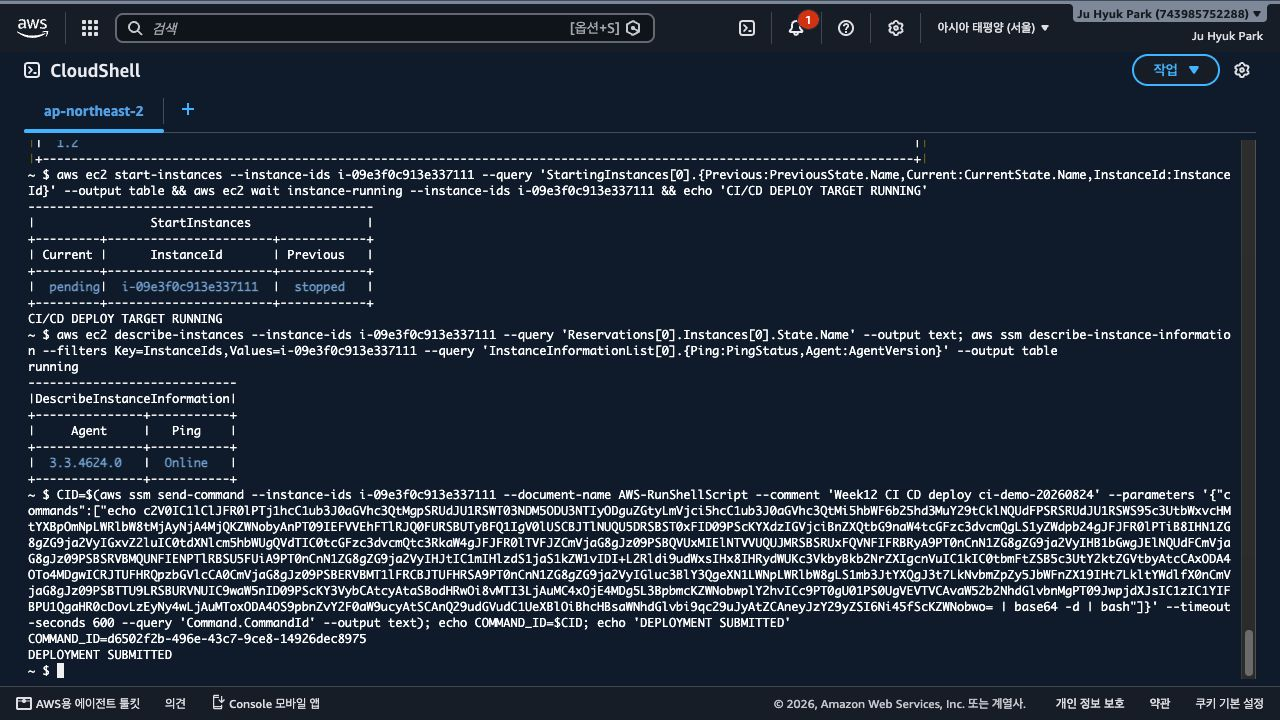 aws
검색
[옵션+S]
1
아시아 태평양 (서울) ▼
Ju Hyuk Park (743985752288) ▼
Ju Hyuk Park
CloudShell
작업 ▼
ap-northeast-2
+
|| 1.2 ||
|+------------------------------------------------------------------------------------------------------------------------+|
~ $ aws ec2 start-instances --instance-ids i-09e3f0c913e337111 --query 'StartingInstances[0].{Previous:PreviousState.Name,Current:CurrentState.Name,InstanceId:Instance
Id}' --output table && aws ec2 wait instance-running --instance-ids i-09e3f0c913e337111 && echo 'CI/CD DEPLOY TARGET RUNNING'
------------------------------------------------
| StartInstances |
+---------+-----------------------+------------+
| Current | InstanceId | Previous |
+---------+-----------------------+------------+
| pending| i-09e3f0c913e337111 | stopped |
+---------+-----------------------+------------+
CI/CD DEPLOY TARGET RUNNING
~ $ aws ec2 describe-instances --instance-ids i-09e3f0c913e337111 --query 'Reservations[0].Instances[0].State.Name' --output text; aws ssm describe-instance-informatio
n --filters Key=InstanceIds,Values=i-09e3f0c913e337111 --query 'InstanceInformationList[0].{Ping:PingStatus,Agent:AgentVersion}' --output table
running
-----------------------------
|DescribeInstanceInformation|
+---------------+-----------+
| Agent | Ping |
+---------------+-----------+
| 3.3.4624.0 | Online |
+---------------+-----------+
~ $ CID=$(aws ssm send-command --instance-ids i-09e3f0c913e337111 --document-name AWS-RunShellScript --comment 'Week12 CI CD deploy ci-demo-20260824' --parameters '{"c
ommands":["echo
| base64 -d | bash"]}' --timeout
-seconds 600 --query 'Command.CommandId' --output text); echo COMMAND_ID=$CID; echo 'DEPLOYMENT SUBMITTED'
COMMAND_ID=d6502f2b-496e-43c7-9ce8-14926dec8975
DEPLOYMENT SUBMITTED
~ $
AWS용 에이전트 툴킷
의견
Console 모바일 앱
© 2026, Amazon Web Services, Inc. 또는 계열사.
개인 정보 보호
약관
쿠키 기본 설정